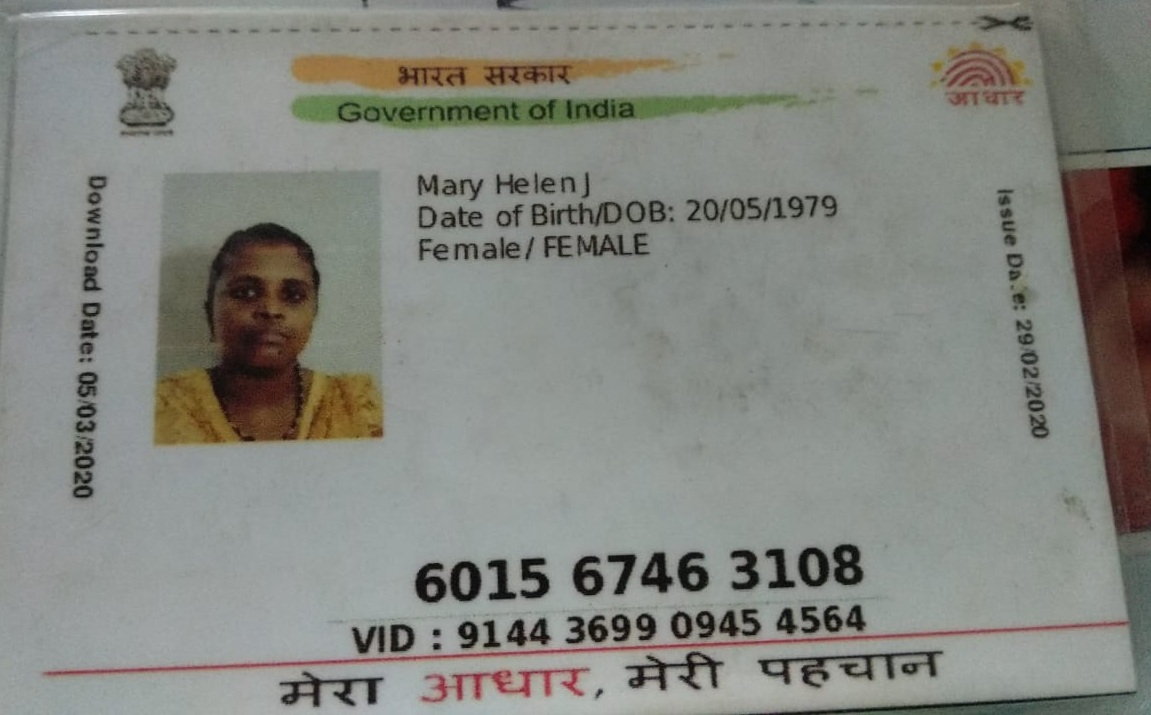 भारत सरकार
Government of India
आधार
Download Date: 05/03/2020
Mary Helen J
Date of Birth/DOB: 20/05/1979
Female/ FEMALE
Issue Date: 29/02/2020
6015 6746 3108
VID : 9144 3699 0945 4564
मेरा आधार, मेरी पहचान